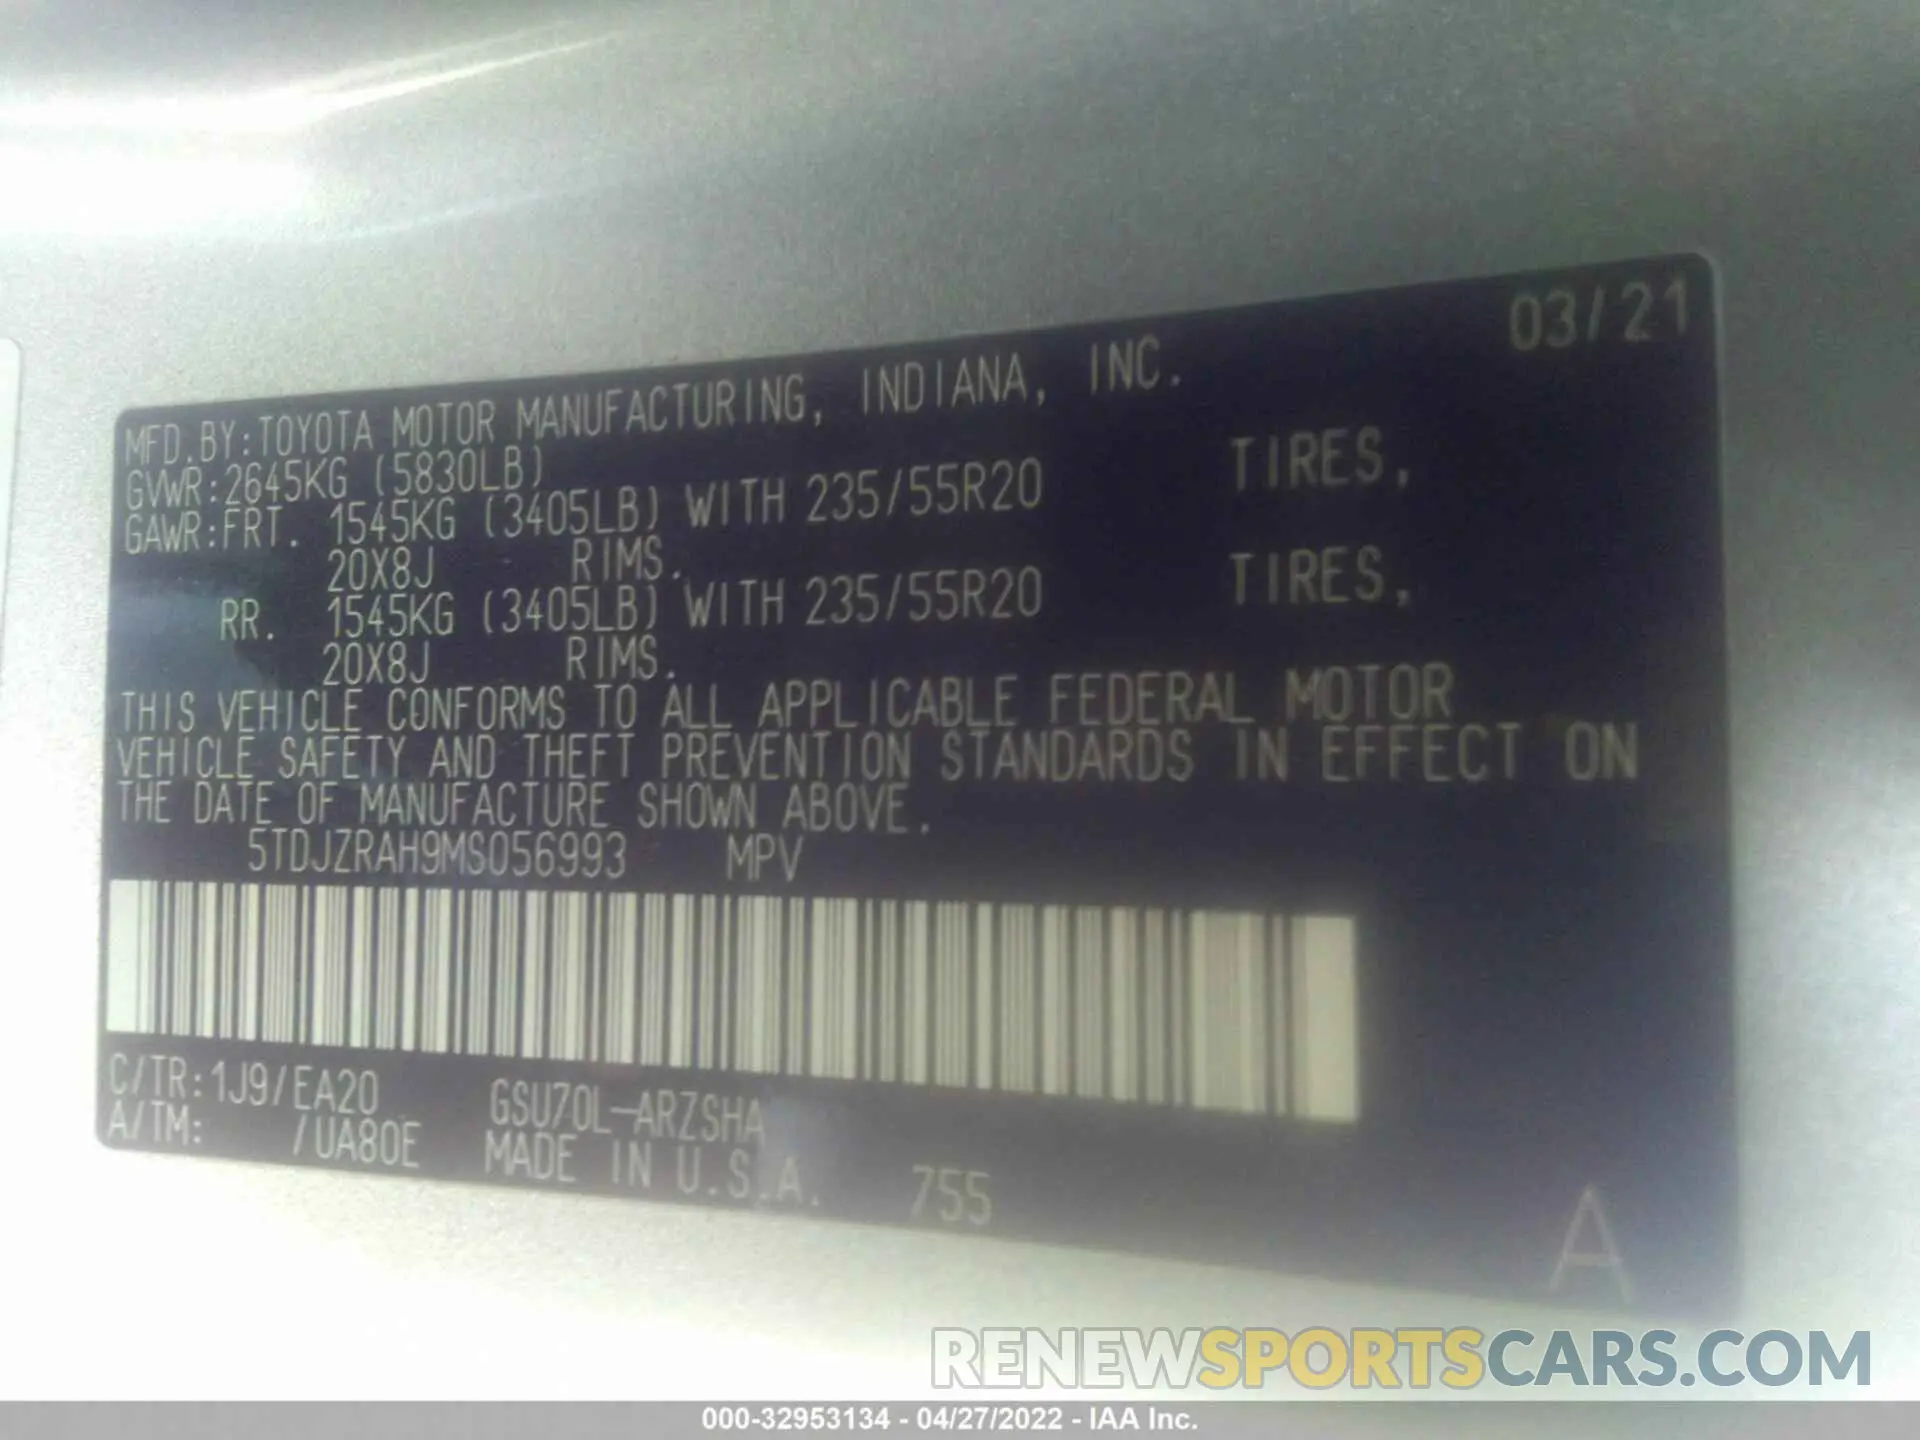 03/21
MFD.BY:TOYOTA MOTOR MANUFACTURING, INDIANA, INC.
GVWR:2645KG (5830LB)
GAWR:FRT. 1545KG (3405LB) WITH 235/55R20 TIRES,
20X8J RIMS.
RR. 1545KG (3405LB) WITH 235/55R20 TIRES,
20X8J RIMS.
THIS VEHICLE CONFORMS TO ALL APPLICABLE FEDERAL MOTOR
VEHICLE SAFETY AND THEFT PREVENTION STANDARDS IN EFFECT ON
THE DATE OF MANUFACTURE SHOWN ABOVE.
5TDJZRAH9MS056993 MPV
C/TR:1J9/EA20 GSU70L-ARZSHA
A/TM: /UA80E MADE IN U.S.A. 755
A
RENEWSPORTSCARS.COM
000-32953134 - 04/27/2022 - IAA Inc.